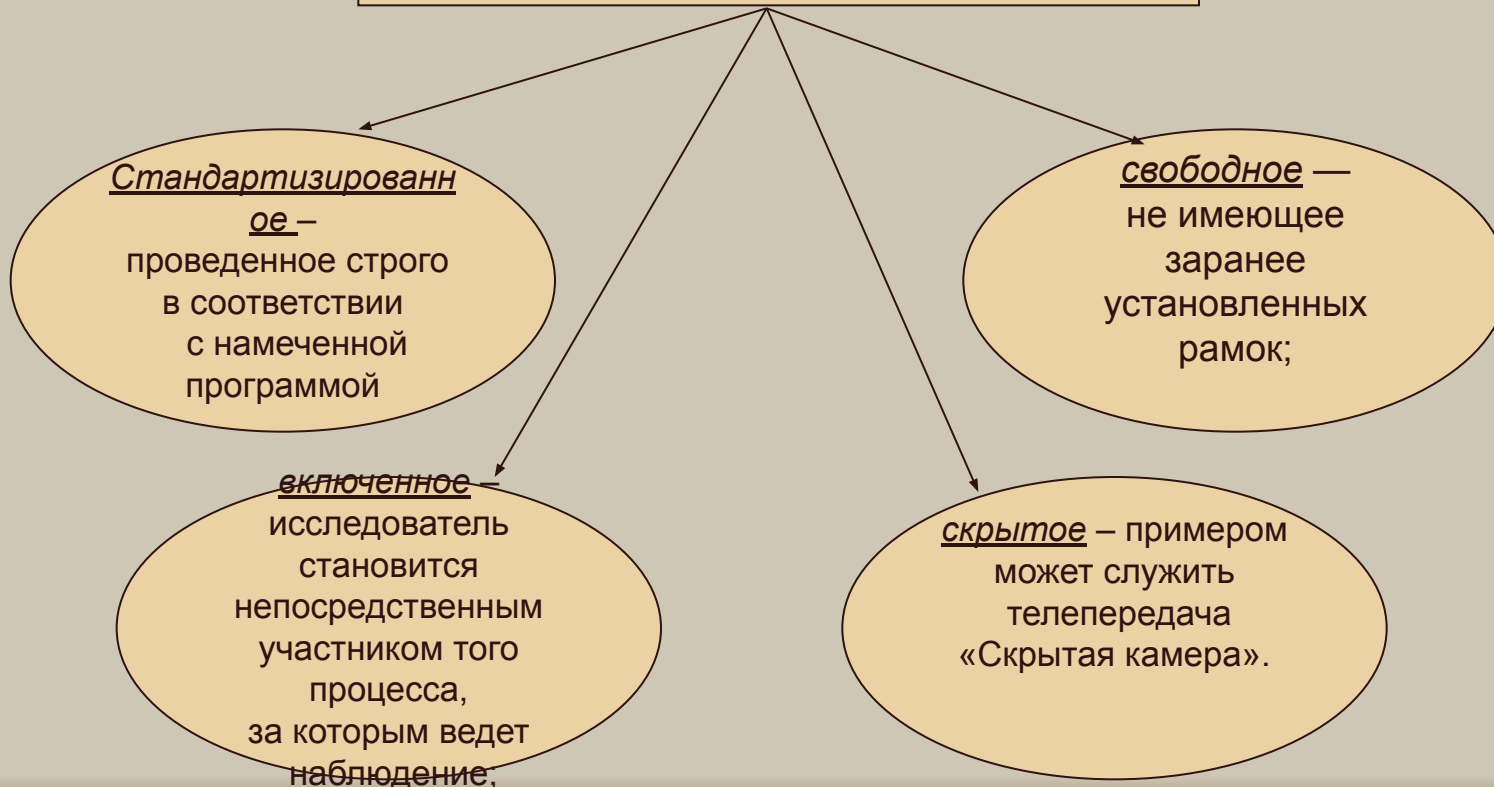 Стандартизированн
ое –
проведенное строго
в соответствии
с намеченной
программой
свободное —
не имеющее
заранее
установленных
рамок;
включенное –
исследователь
становится
непосредственным
участником того
процесса,
за которым ведет
наблюдение;
скрытое – примером
может служить
телепередача
«Скрытая камера».